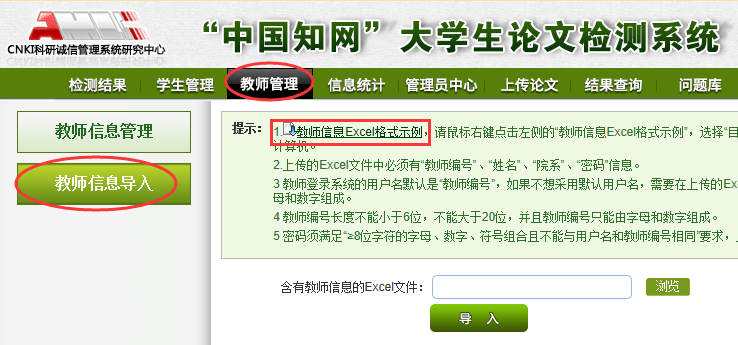 CNKI科研诚信管理系统研究中心
“中国知网”大学生论文检测系统
检测结果 学生管理 教师管理 信息统计 管理员中心 上传论文 结果查询 问题库
教师信息管理
教师信息导入
提示：
1.教师信息Excel格式示例，请鼠标右键点击左侧的“教师信息Excel格式示例”，选择“目
计算机。
2.上传的Excel文件中必须有“教师编号”、“姓名”、“院系”、“密码”信息。
3 教师登录系统的用户名默认是“教师编号”，如果不想采用默认用户名，需要在上传的Ex
母和数字组成。
4 教师编号长度不能小于6位，不能大于20位，并且教师编号只能由字母和数字组成。
5 密码须满足“≥8位字符的字母、数字、符号组合且不能与用户名和教师编号相同”要求，
含有教师信息的Excel文件：
浏览
导 入